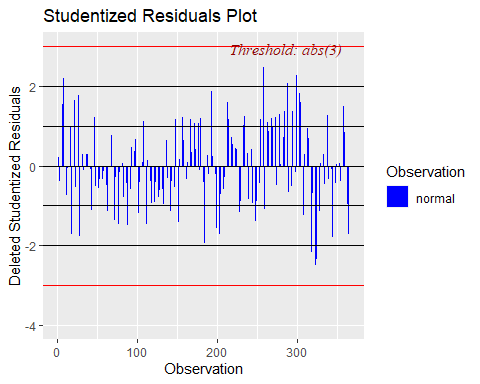 Studentized Residuals Plot
Threshold: abs(3)
Deleted Studentized Residuals
2
0
-2
-4
0
100
200
300
Observation
Observation
normal